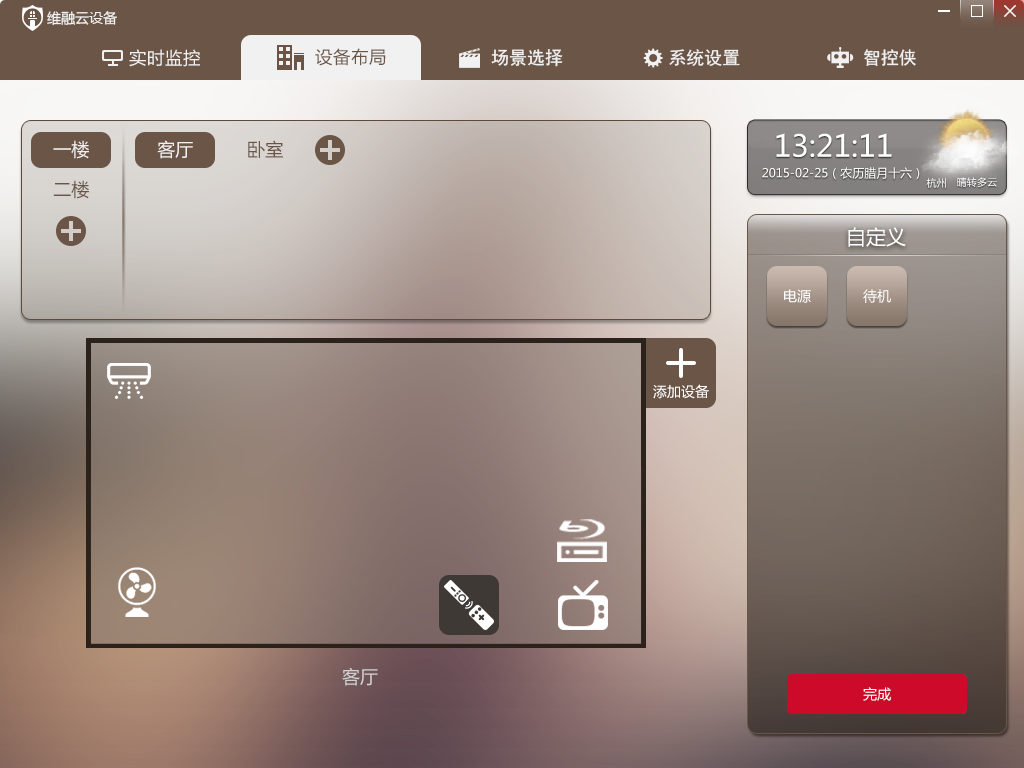 维融云设备
实时监控
设备布局
场景选择
系统设置
智控侠
一楼
客厅
卧室
二楼
13:21:11
2015-02-25 ( 农历腊月十六 )
杭州 晴转多云
自定义
电源
待机
添加设备
客厅
完成